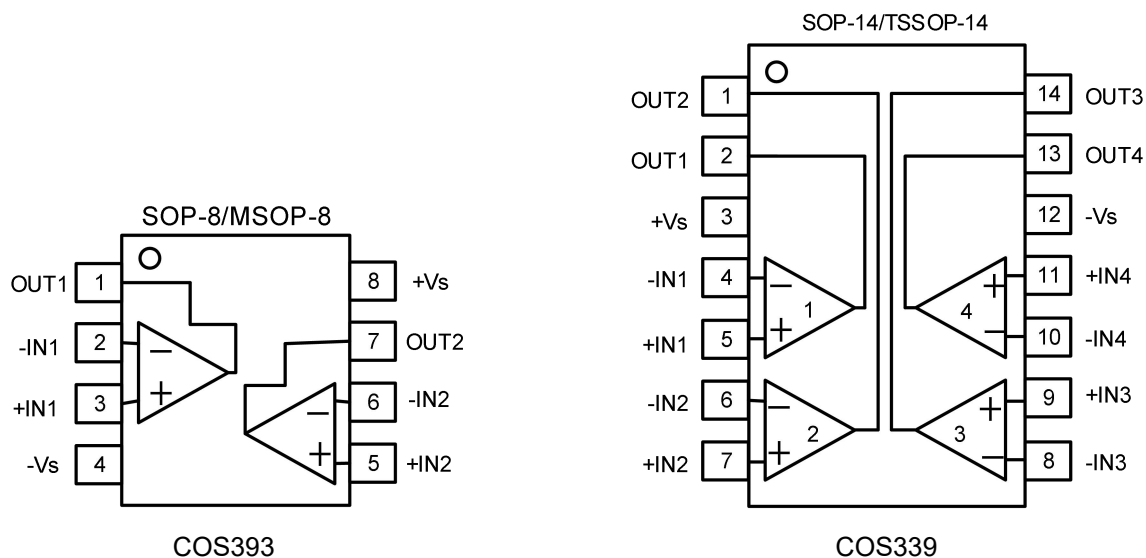 SOP-8/MSOP-8
OUT1 1
-IN1 2
+IN1 3
-Vs 4
8 +Vs
7 OUT2
6 -IN2
5 +IN2
−
+
−
+
COS393
SOP-14/TSSOP-14
OUT2 1
OUT1 2
+Vs 3
-IN1 4
+IN1 5
-IN2 6
+IN2 7
14 OUT3
13 OUT4
12 -Vs
11 +IN4
10 -IN4
9 +IN3
8 -IN3
−
1
+
−
2
+
+
4
−
+
3
−
COS339